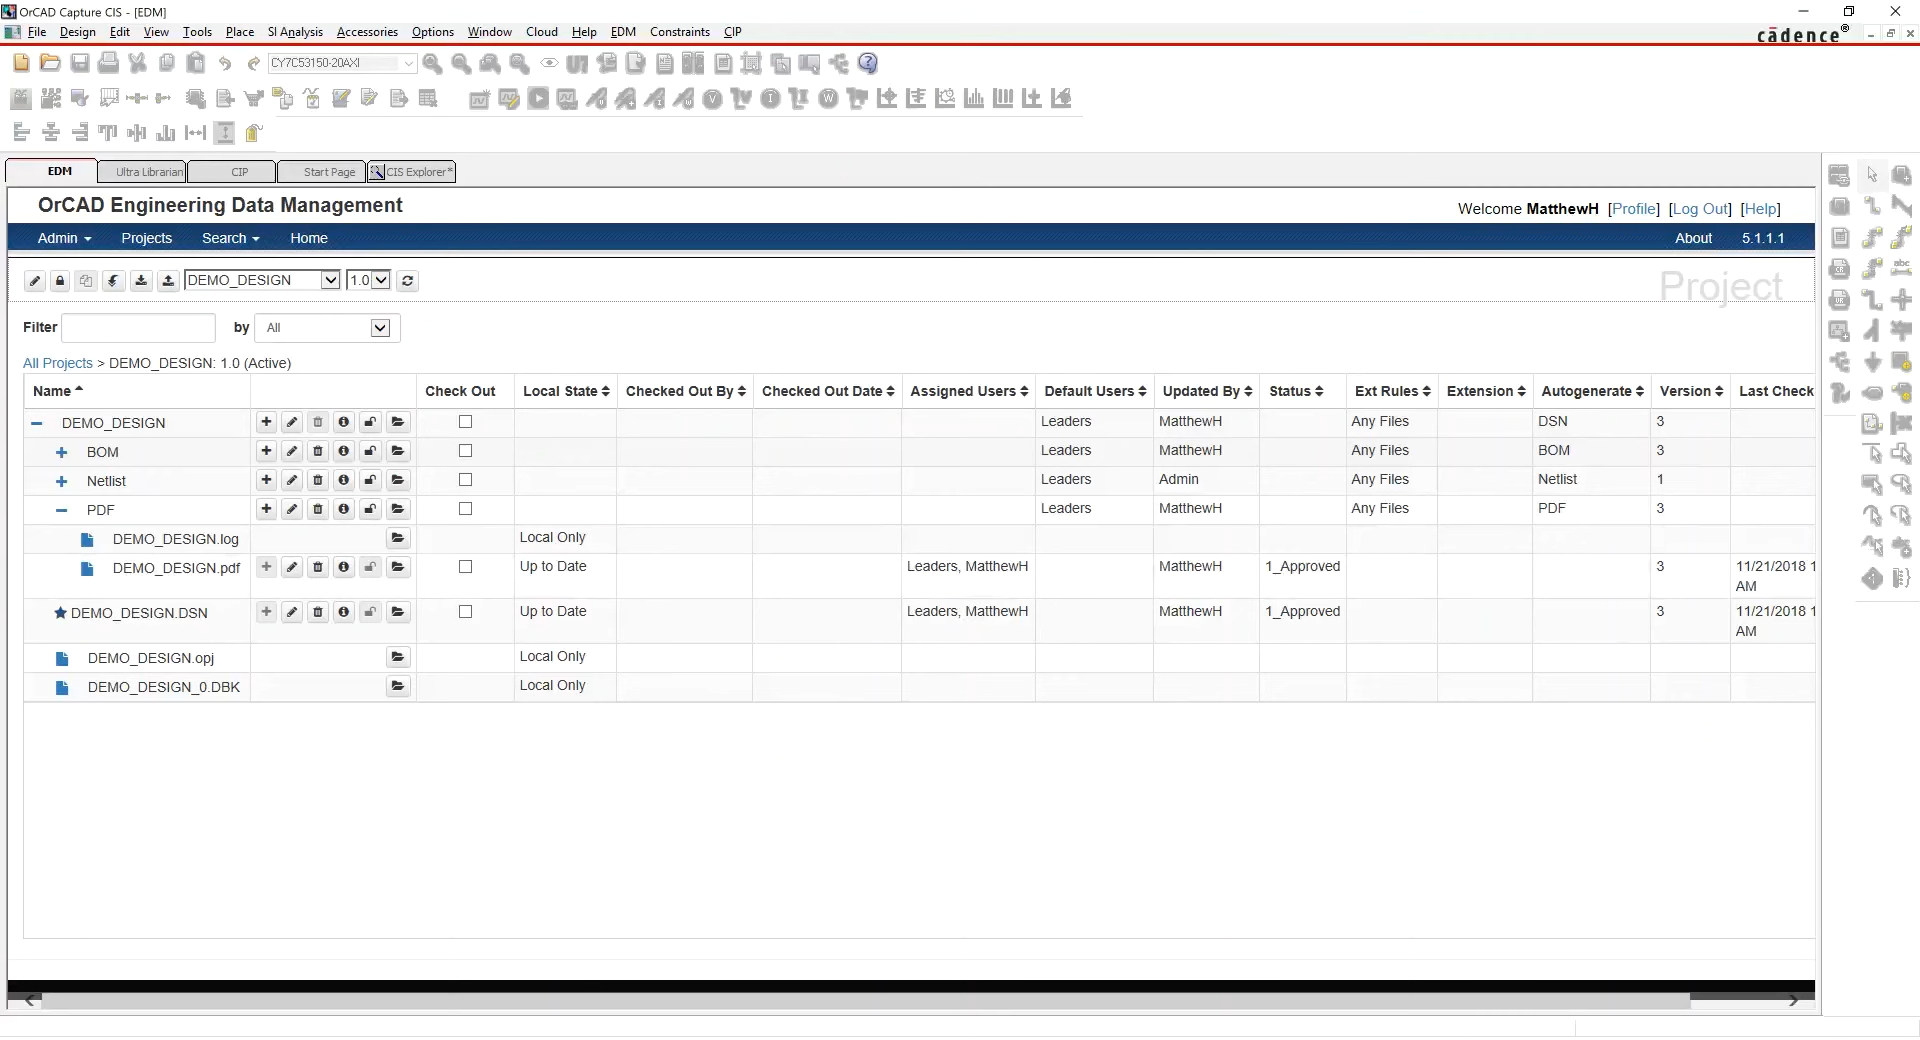 OrCAD Capture CIS - [EDM]
File Design Edit View Tools Place SI Analysis Accessories Options Window Cloud Help EDM Constraints CIP
cādence®
CY7C53150-20AXI
EDM Ultra Librarian CIP Start Page CIS Explorer*
OrCAD Engineering Data Management
Welcome MatthewH [Profile] [Log Out] [Help]
Admin Projects Search Home About 5.1.1.1
DEMO_DESIGN 1.0 Project
Filter by All
All Projects > DEMO_DESIGN: 1.0 (Active)
Name Check Out Local State Checked Out By Checked Out Date Assigned Users Default Users Updated By Status Ext Rules Extension Autogenerate Version Last Check
DEMO_DESIGN Leaders MatthewH Any Files DSN 3
BOM Leaders MatthewH Any Files BOM 3
Netlist Leaders Admin Any Files Netlist 1
PDF Leaders MatthewH Any Files PDF 3
DEMO_DESIGN.log Local Only
DEMO_DESIGN.pdf Up to Date Leaders, MatthewH MatthewH 1_Approved 3 11/21/2018 1
AM
DEMO_DESIGN.DSN Up to Date Leaders, MatthewH MatthewH 1_Approved 3 11/21/2018 1
AM
DEMO_DESIGN.opj Local Only
DEMO_DESIGN_0.DBK Local Only